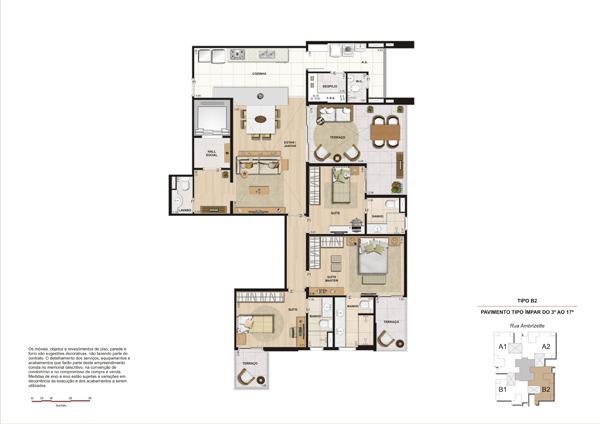 COZINHA
A.S.
DESPEJO
W.C.
HALL
SOCIAL
ESTAR /
JANTAR
TERRAÇO
LAVABO
SUÍTE
BANHO
SUÍTE
MASTER
SUÍTE
BANHO
BANHO
TERRAÇO
TERRAÇO
TIPO B2
PAVIMENTO TIPO ÍMPAR DO 3º AO 17º
Rua Ambrizette
A1
A2
B1
B2
Os móveis, objetos e revestimentos de piso, parede e
forro são sugestões decorativas, não fazendo parte do
contrato. O detalhamento dos serviços, equipamentos e
acabamentos que farão parte deste empreendimento
consta no memorial descritivo, na convenção de
condomínio e no compromisso de compra e venda.
Medidas de eixo a eixo estão sujeitas a variações em
decorrência da execução e dos acabamentos a serem
utilizados.